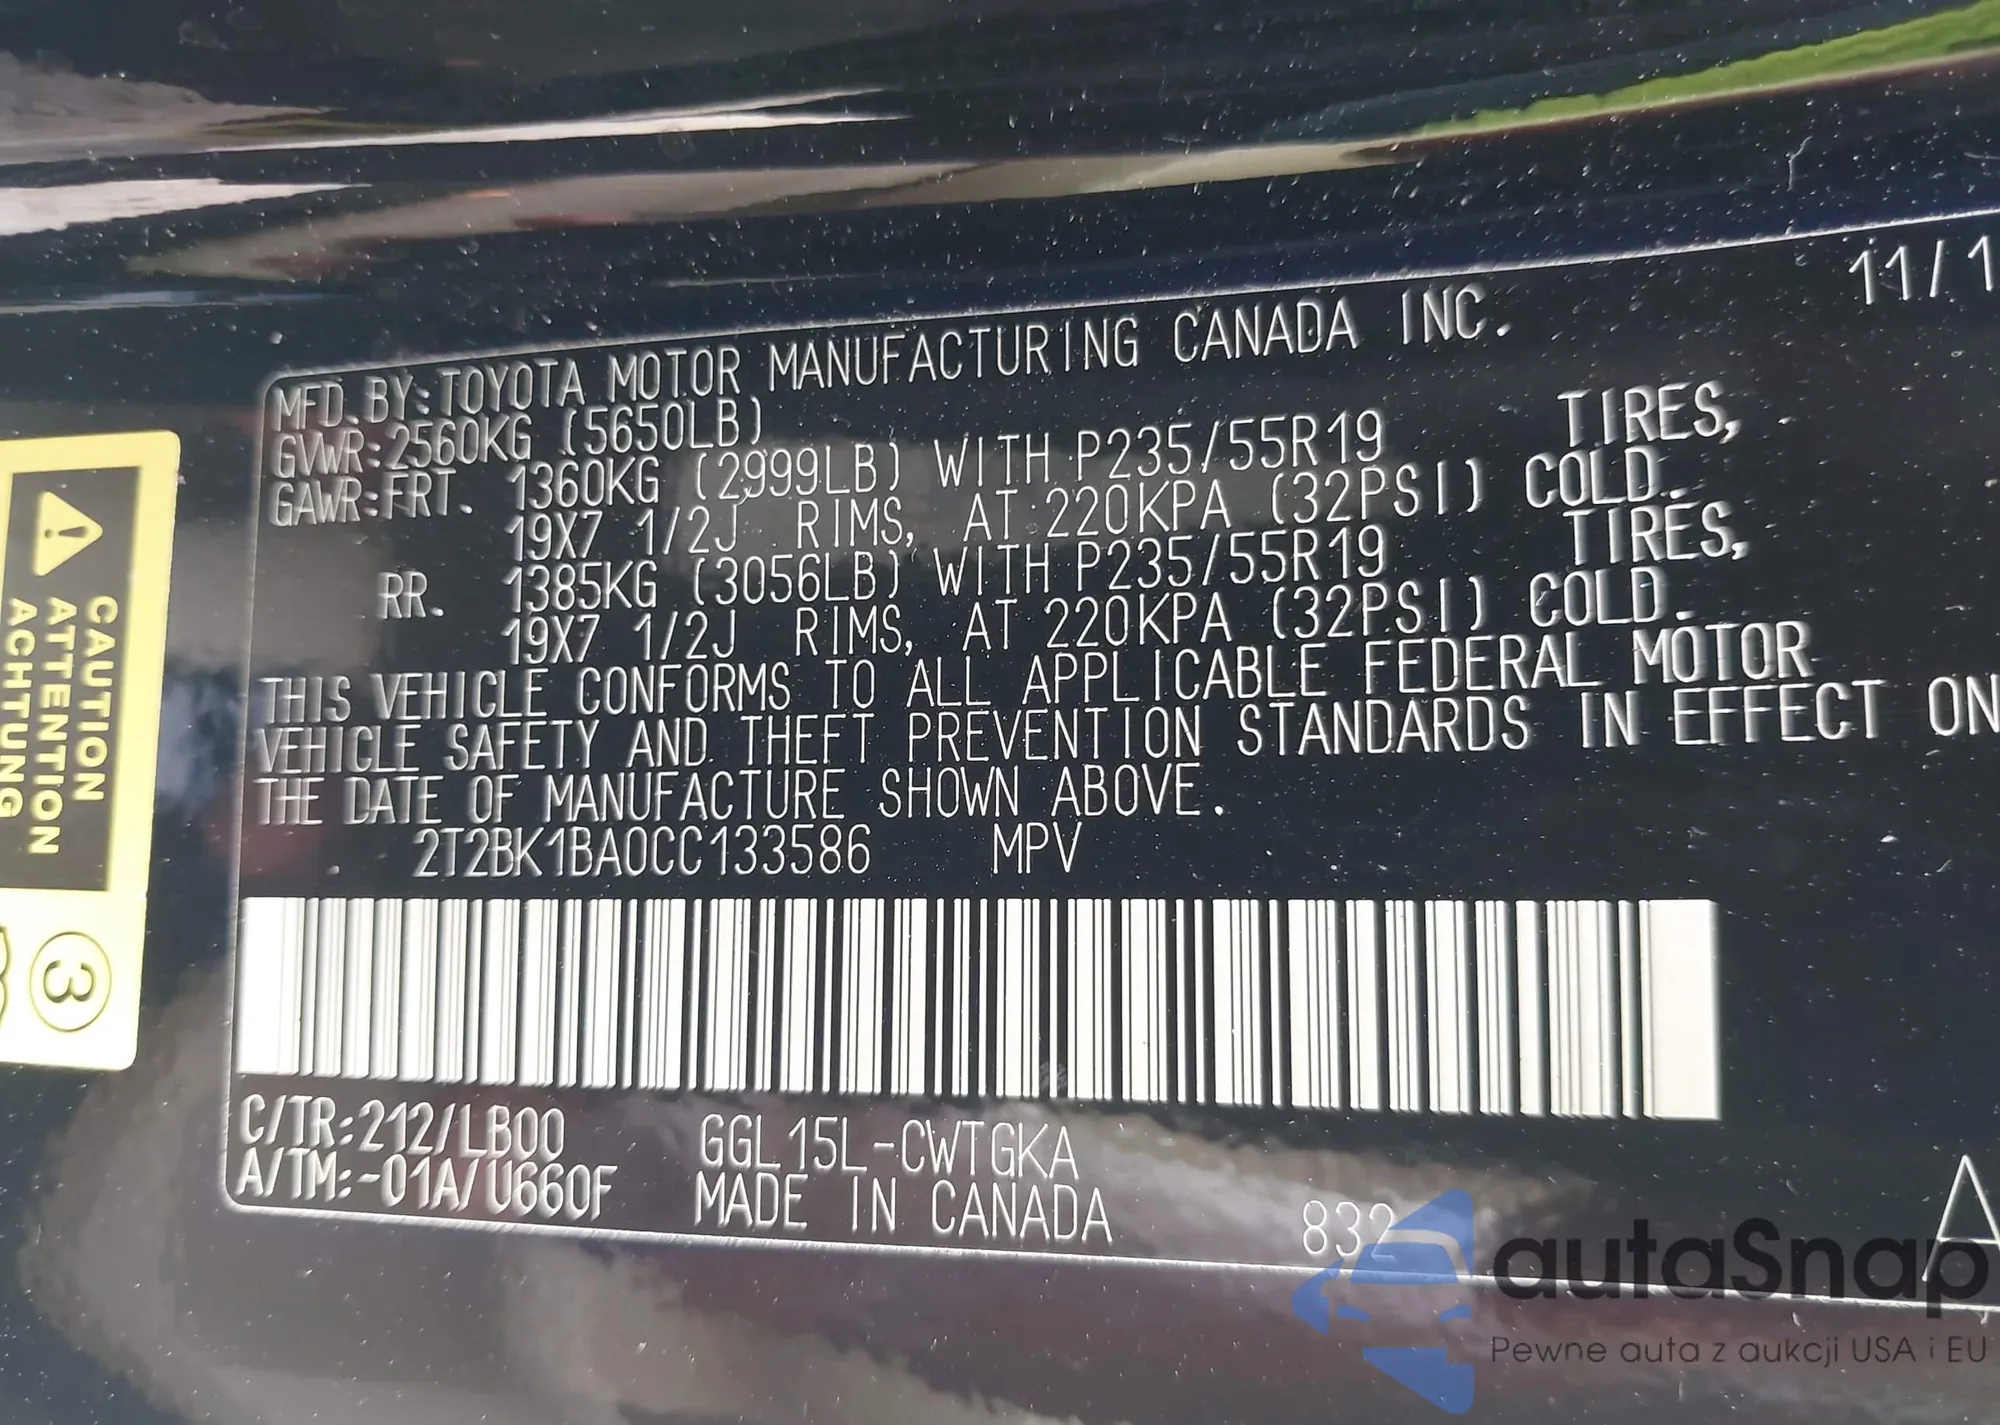 11/1
MFD. BY: TOYOTA MOTOR MANUFACTURING CANADA INC.
GVWR: 2560KG (5650LB)
GAWR: FRT. 1360KG (2999LB) WITH P235/55R19 TIRES,
19X7 1/2J RIMS, AT 220KPA (32PSI) COLD.
RR. 1385KG (3056LB) WITH P235/55R19 TIRES,
19X7 1/2J RIMS, AT 220KPA (32PSI) COLD.
THIS VEHICLE CONFORMS TO ALL APPLICABLE FEDERAL MOTOR
VEHICLE SAFETY AND THEFT PREVENTION STANDARDS IN EFFECT ON
THE DATE OF MANUFACTURE SHOWN ABOVE.
2T2BK1BA0CC133586 MPV
C/TR: 212/LB00 GGL15L-CWTGKA
A/TM: -01A/U660F MADE IN CANADA 832
A
CAUTION
ATTENTION
ACHTUNG
3
autaSnap
Pewne auta z aukcji USA i EU